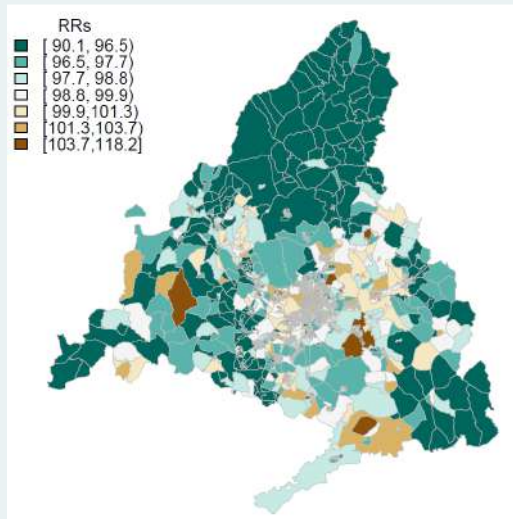 RRs
[ 90.1, 96.5)
[ 96.5, 97.7)
[ 97.7, 98.8)
[ 98.8, 99.9)
[ 99.9,101.3)
[101.3,103.7)
[103.7,118.2]